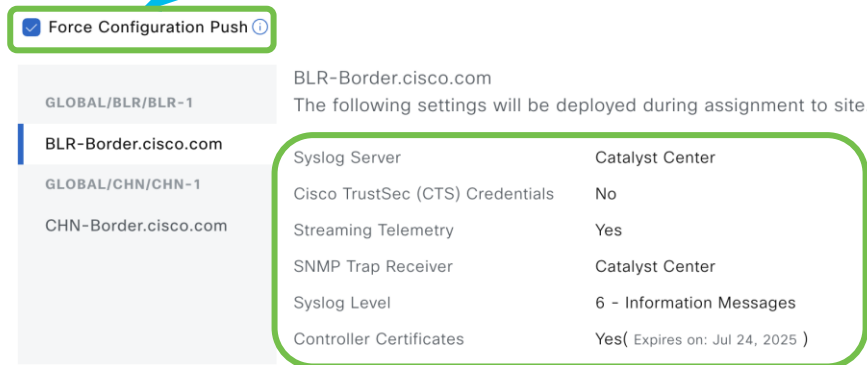 Force Configuration Push
BLR-Border.cisco.com
The following settings will be deployed during assignment to site
GLOBAL/BLR/BLR-1
BLR-Border.cisco.com
GLOBAL/CHN/CHN-1
CHN-Border.cisco.com
Syslog Server Catalyst Center
Cisco TrustSec (CTS) Credentials No
Streaming Telemetry Yes
SNMP Trap Receiver Catalyst Center
Syslog Level 6 - Information Messages
Controller Certificates Yes( Expires on: Jul 24, 2025 )